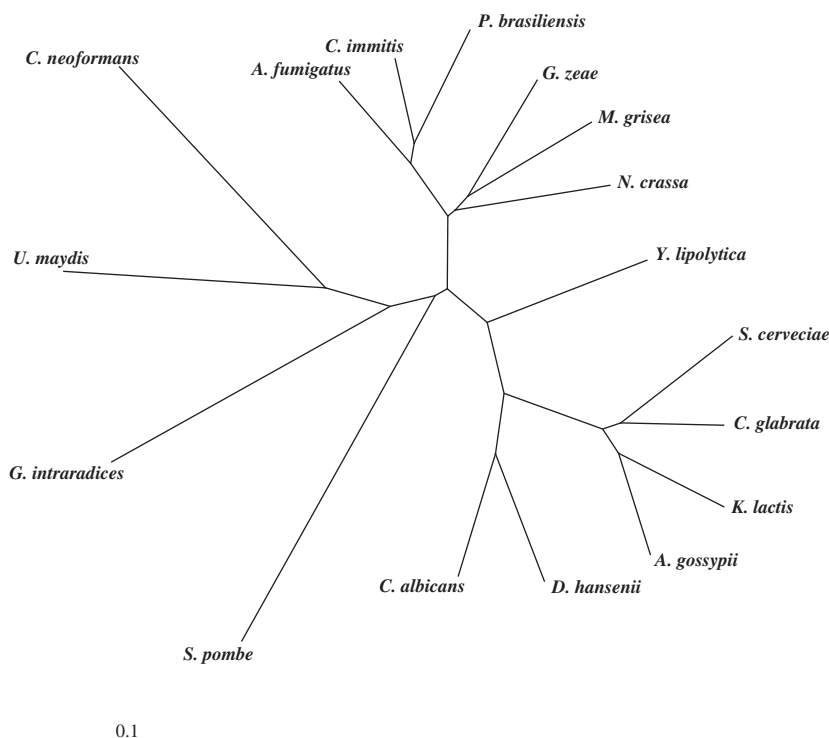 P. brasiliensis
C. immitis
C. neoformans
A. fumigatus
G. zeae
M. grisea
N. crassa
U. maydis
Y. lipolytica
S. cerveciae
C. glabrata
G. intraradices
K. lactis
A. gossypii
C. albicans
D. hansenii
S. pombe
0.1